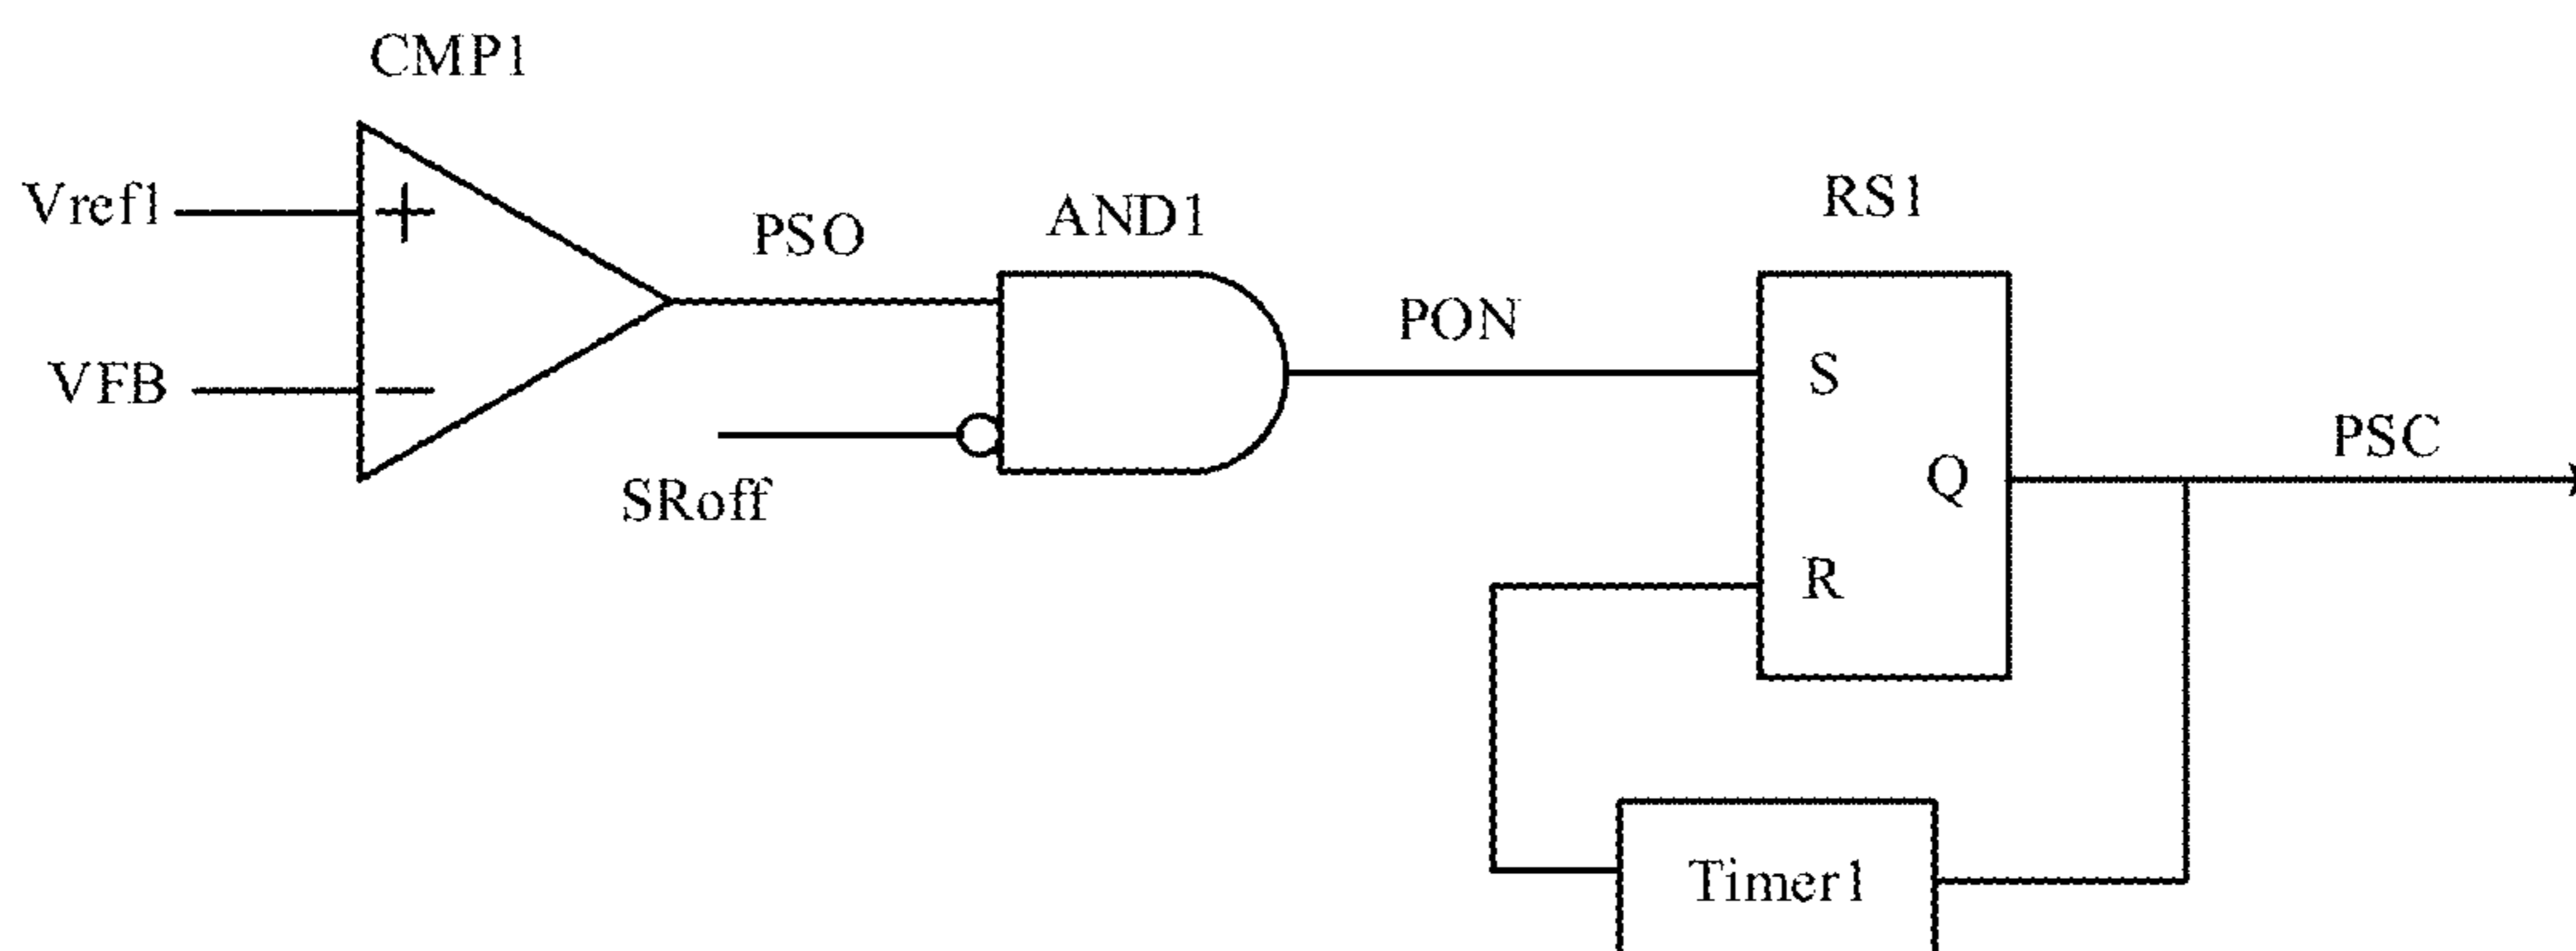 CMP1
Vref1
+
PSO
AND1
RS1
PON
VFB
−
S
SRoff
Q
PSC
R
Timer1